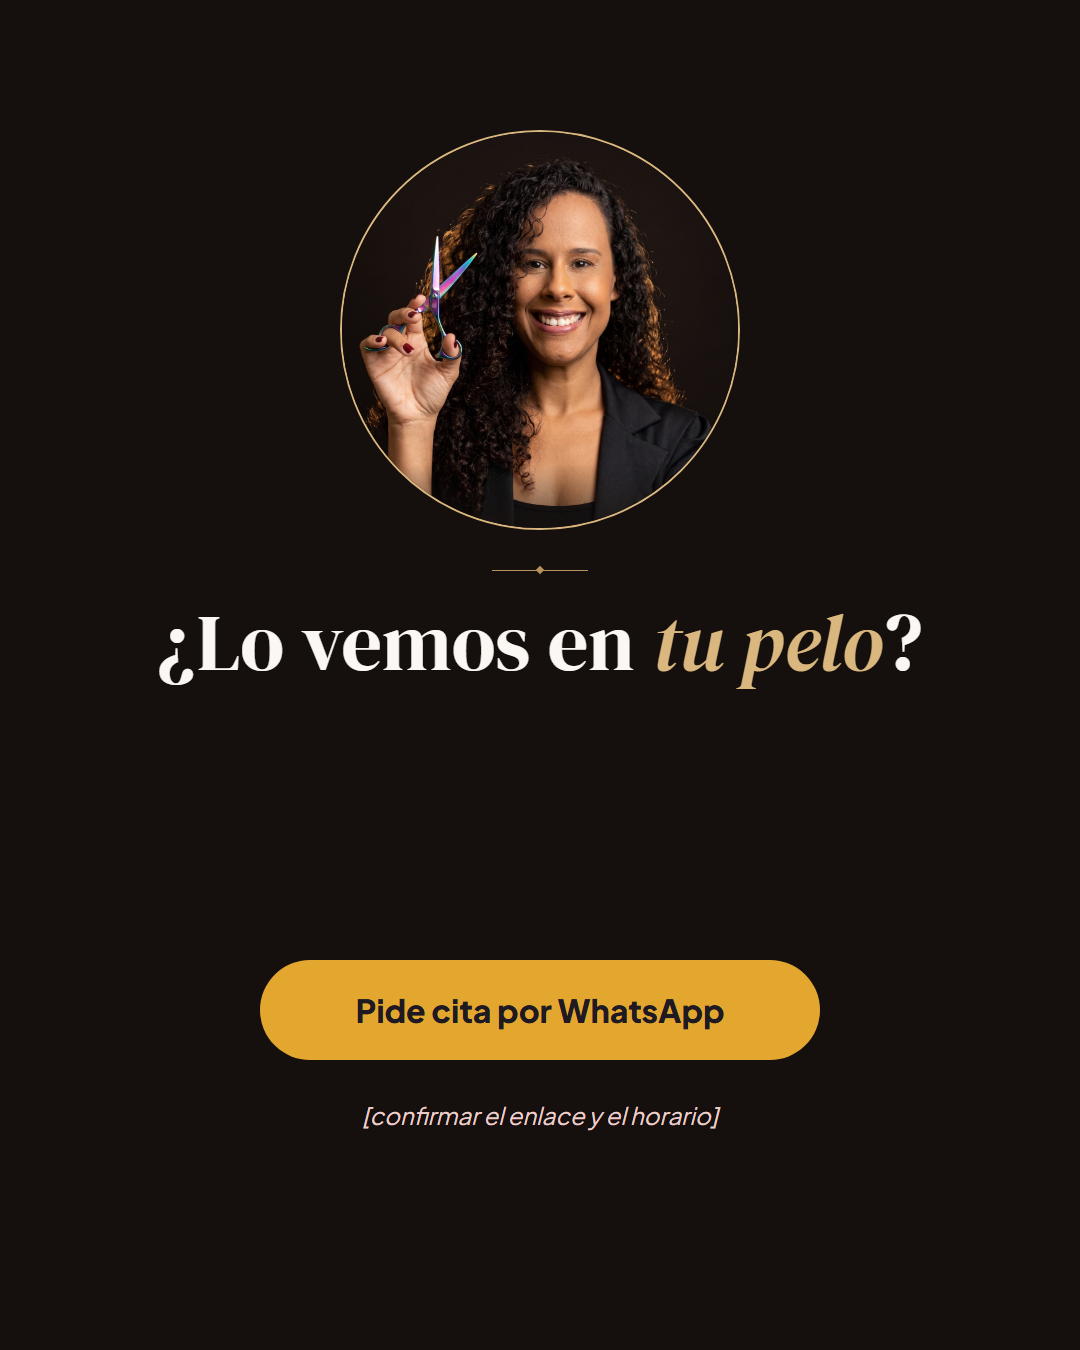 ¿Lo vemos en tu pelo?
Pide cita por WhatsApp
[confirmar el enlace y el horario]